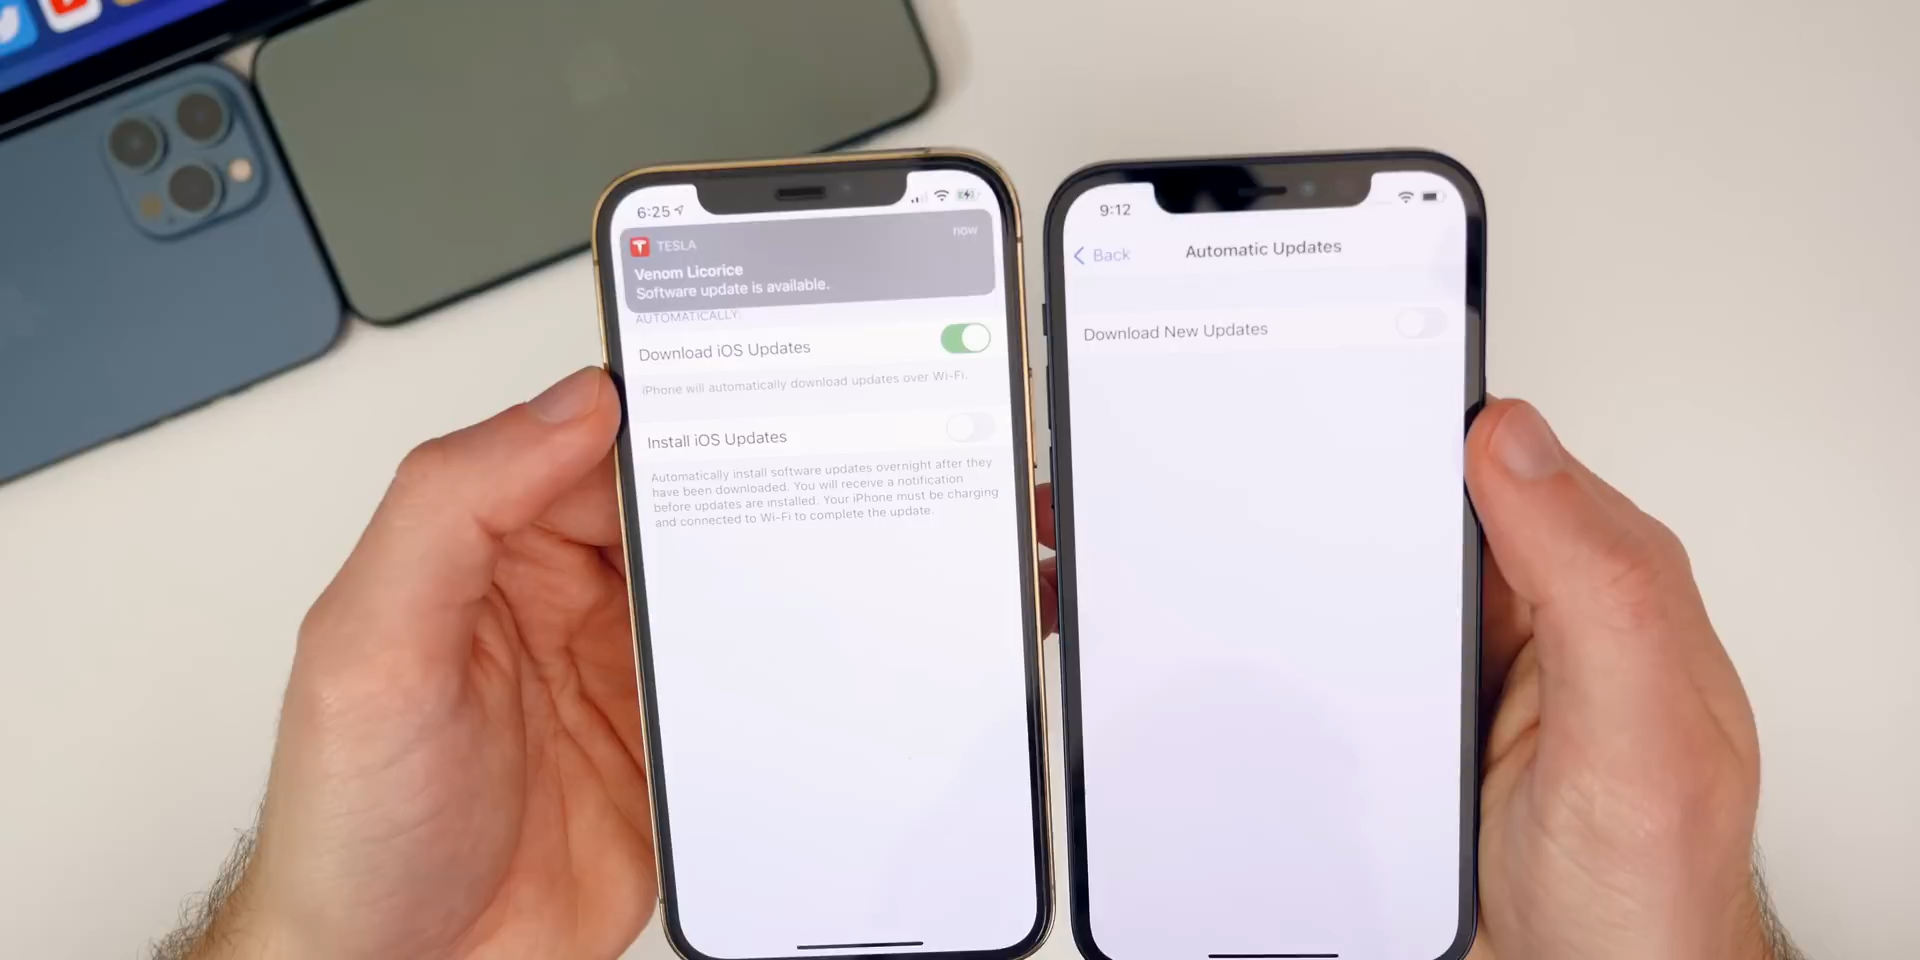 6:25
TESLA
now
Venom Licorice
Software update is available.
AUTOMATICALLY:
Download iOS Updates
iPhone will automatically download updates over Wi-Fi.
Install iOS Updates
Automatically install software updates overnight after they
have been downloaded. You will receive a notification
before updates are installed. Your iPhone must be charging
and connected to Wi-Fi to complete the update.
9:12
Back
Automatic Updates
Download New Updates